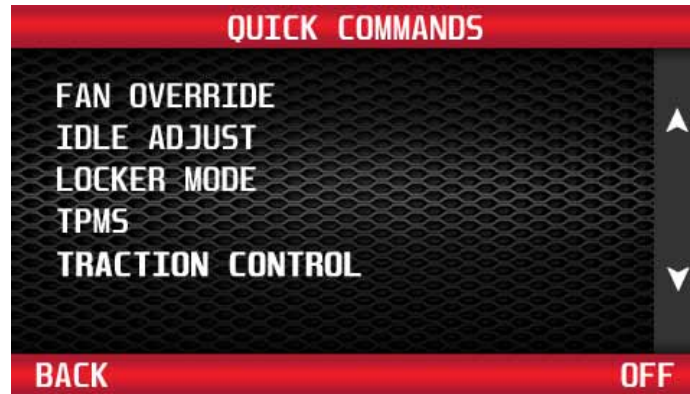 QUICK COMMANDS
FAN OVERRIDE
IDLE ADJUST
LOCKER MODE
TPMS
TRACTION CONTROL
BACK OFF